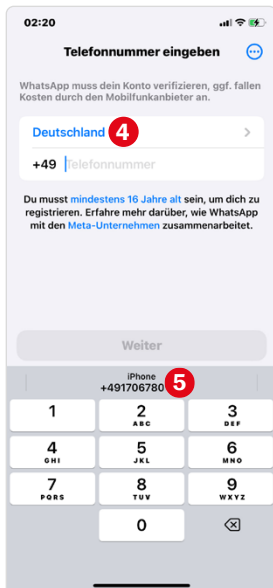 02:20
Telefonnummer eingeben
WhatsApp muss dein Konto verifizieren, ggf. fallen
Kosten durch den Mobilfunkanbieter an.
Deutschland 4
+49 Telefonnummer
Du musst mindestens 16 Jahre alt sein, um dich zu
registrieren. Erfahre mehr darüber, wie WhatsApp
mit den Meta-Unternehmen zusammenarbeitet.
Weiter
iPhone
+491706780 5
1 2 3
ABC DEF
4 5 6
GHI JKL MNO
7 8 9
PQRS TUV WXYZ
0